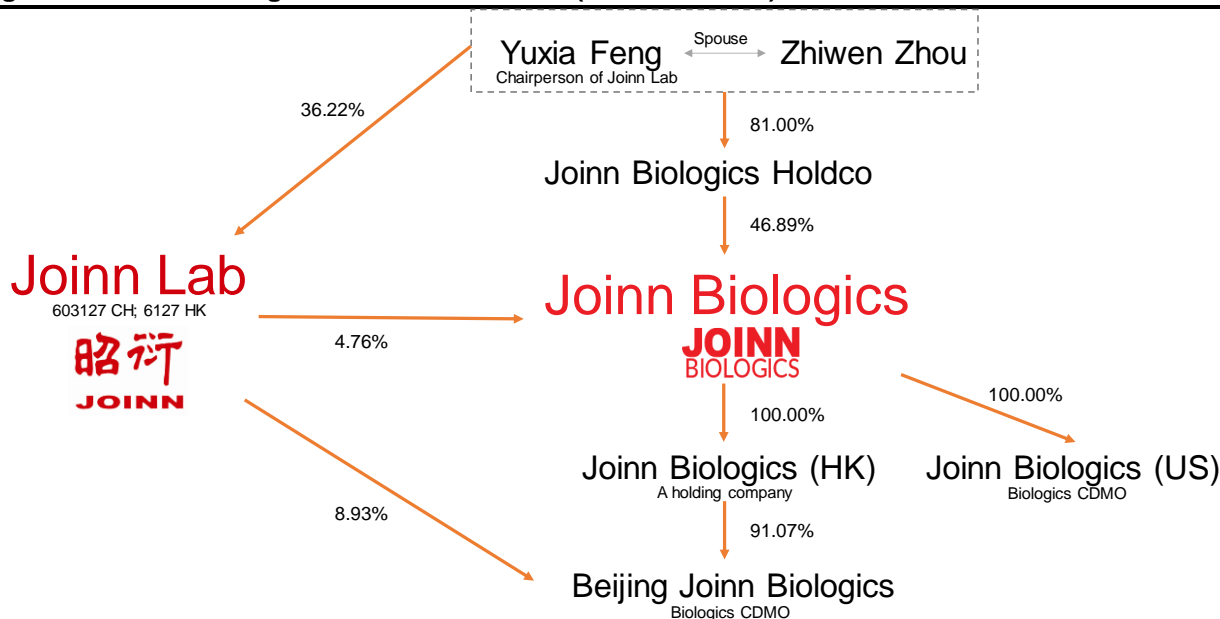 Yuxia Feng
Spouse
Zhiwen Zhou
Chairperson of Joinn Lab
36.22%
81.00%
Joinn Biologics Holdco
46.89%
Joinn Lab
603127 CH; 6127 HK
昭衍
JOINN
4.76%
Joinn Biologics
JOINN
BIOLOGICS
100.00%
100.00%
Joinn Biologics (HK)
A holding company
Joinn Biologics (US)
Biologics CDMO
8.93%
91.07%
Beijing Joinn Biologics
Biologics CDMO